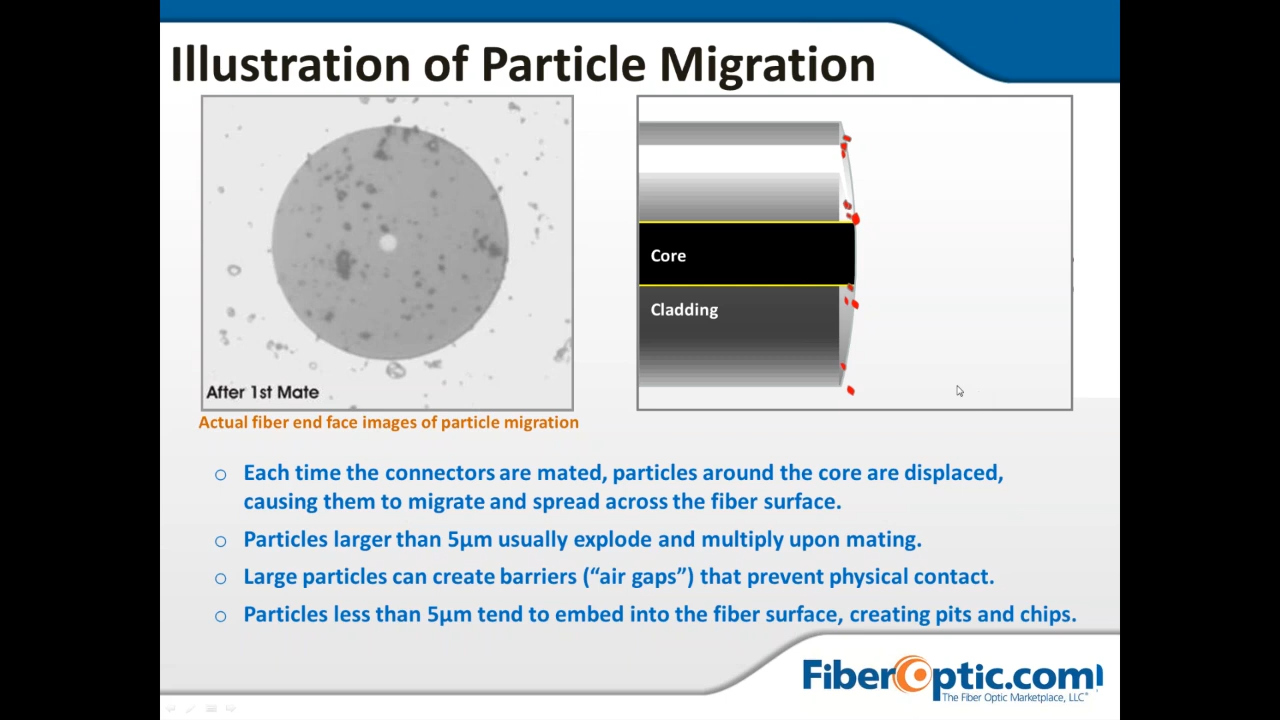 Illustration of Particle Migration
After 1st Mate
Core
Cladding
Actual fiber end face images of particle migration
Each time the connectors are mated, particles around the core are displaced,
causing them to migrate and spread across the fiber surface.
Particles larger than 5µm usually explode and multiply upon mating.
Large particles can create barriers (“air gaps”) that prevent physical contact.
Particles less than 5µm tend to embed into the fiber surface, creating pits and chips.
FiberOptic.com
The Fiber Optic Marketplace, LLC